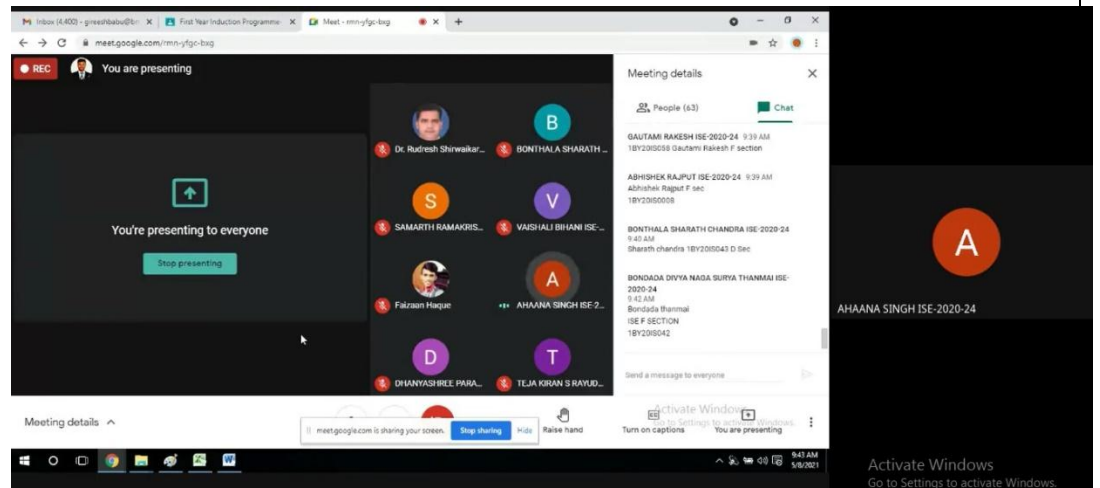 Inbox (4,400) - gireeshbabu@bn
First Year Induction Programme
Meet - rmn-yfgc-bxg
meet.google.com/rmn-yfgc-bxg
REC
You are presenting
You're presenting to everyone
Stop presenting
Dr. Rudresh Shirwaikar...
BONTHALA SHARATH ...
SAMARTH RAMAKRIS...
VAISHALI BIHANI ISE-...
Faizaan Haque
AHAANA SINGH ISE-2...
DHANYASHREE PARA...
TEJA KIRAN S RAYUD...
B
S
V
A
D
T
Meeting details
People (63)
Chat
GAUTAMI RAKESH ISE-2020-24 9:39 AM
1BY20IS058 Gautami Rakesh F section
ABHISHEK RAJPUT ISE-2020-24 9:39 AM
Abhishek Rajput F sec
1BY20IS0008
BONTHALA SHARATH CHANDRA ISE-2020-24
9:40 AM
Sharath chandra 1BY20IS043 D Sec
BONDADA DIVYA NAGA SURYA THANMAI ISE-
2020-24
9:42 AM
Bondada thanmai
ISE F SECTION
1BY20IS042
Send a message to everyone
A
AHAANA SINGH ISE-2020-24
Meeting details
meet.google.com is sharing your screen.
Stop sharing
Hide
Raise hand
Turn on captions
You are presenting
Activate Windows
Go to Settings to activate Windows.
9:43 AM
5/8/2021
Activate Windows
Go to Settings to activate Windows.